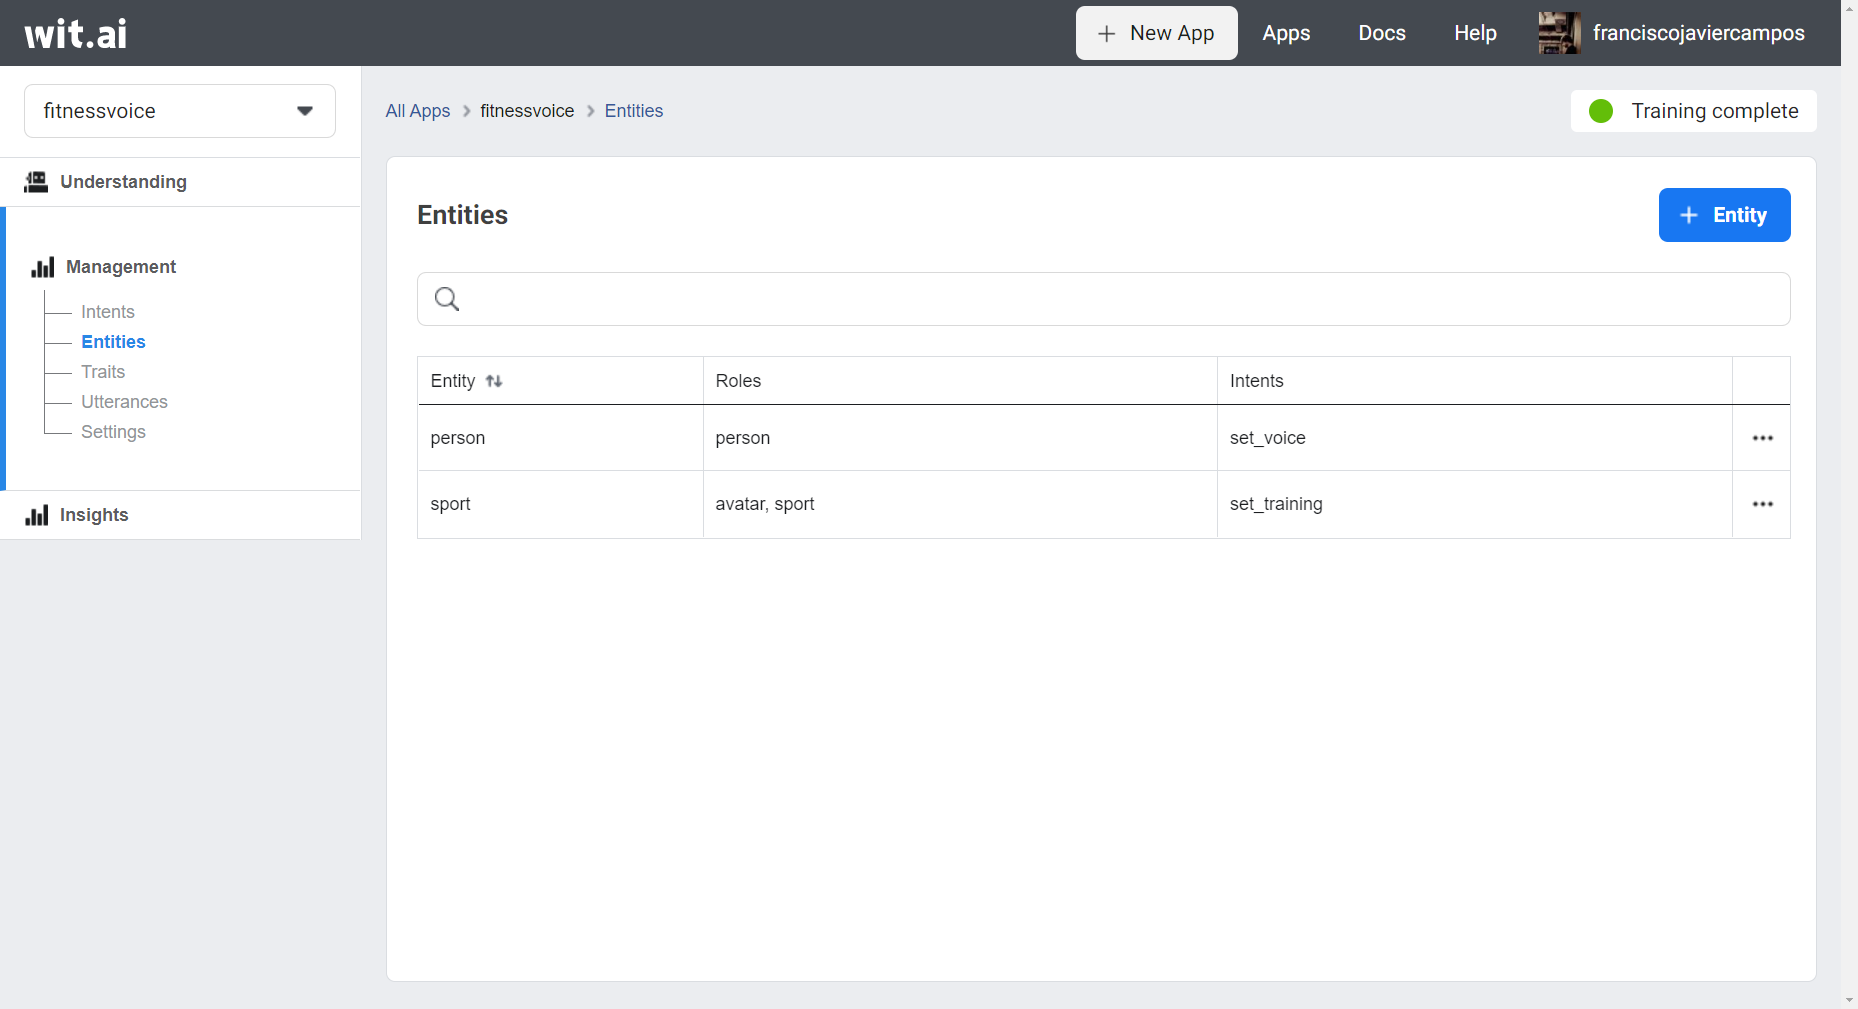 wit.ai
New App
Apps
Docs
Help
franciscojaviercampos
fitnessvoice
All Apps > fitnessvoice > Entities
Training complete
Understanding
Management
Intents
Entities
Traits
Utterances
Settings
Insights
Entities
+ Entity
Entity Roles Intents
person person set_voice
sport avatar, sport set_training